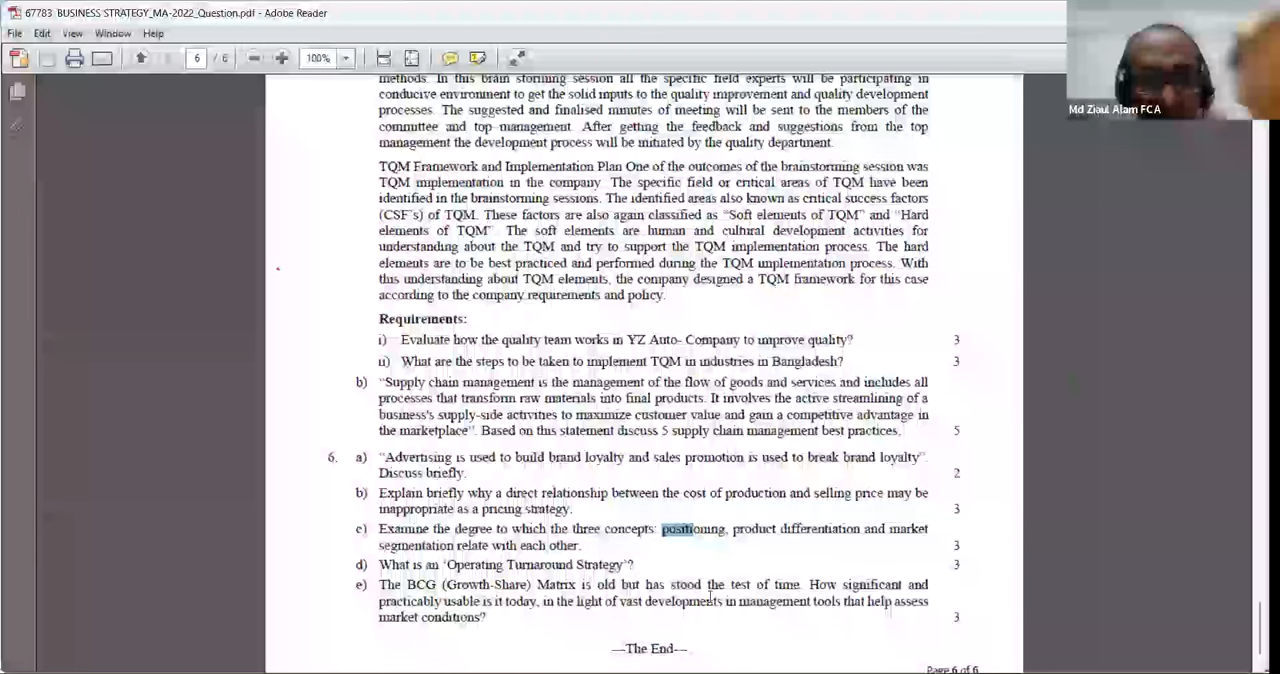 67783 BUSINESS STRATEGY_MA-2022_Question.pdf - Adobe Reader
File Edit View Window Help
6 / 6 100%
Md Ziaul Alam FCA
methods. In this brain storming session all the specific field experts will be participating in
conducive environment to get the solid inputs to the quality improvement and quality development
processes. The suggested and finalised minutes of meeting will be sent to the members of the
committee and top management. After getting the feedback and suggestions from the top
management the development process will be initiated by the quality department.
TQM Framework and Implementation Plan One of the outcomes of the brainstorming session was
TQM implementation in the company. The specific field or critical areas of TQM have been
identified in the brainstorming sessions. The identified areas also known as critical success factors
(CSF's) of TQM. These factors are also again classified as "Soft elements of TQM" and "Hard
elements of TQM". The soft elements are human and cultural development activities for
understanding about the TQM and try to support the TQM implementation process. The hard
elements are to be best practiced and performed during the TQM implementation process. With
this understanding about TQM elements, the company designed a TQM framework for this case
according to the company requirements and policy.
Requirements:
i) Evaluate how the quality team works in YZ Auto- Company to improve quality? 3
ii) What are the steps to be taken to implement TQM in industries in Bangladesh? 3
b) "Supply chain management is the management of the flow of goods and services and includes all
processes that transform raw materials into final products. It involves the active streamlining of a
business's supply-side activities to maximize customer value and gain a competitive advantage in
the marketplace". Based on this statement discuss 5 supply chain management best practices. 5
6. a) "Advertising is used to build brand loyalty and sales promotion is used to break brand loyalty".
Discuss briefly. 2
b) Explain briefly why a direct relationship between the cost of production and selling price may be
inappropriate as a pricing strategy. 3
c) Examine the degree to which the three concepts: positioning, product differentiation and market
segmentation relate with each other. 3
d) What is an 'Operating Turnaround Strategy'? 3
e) The BCG (Growth-Share) Matrix is old but has stood the test of time. How significant and
practicably usable is it today, in the light of vast developments in management tools that help assess
market conditions? 3
---The End---
Page 6 of 6